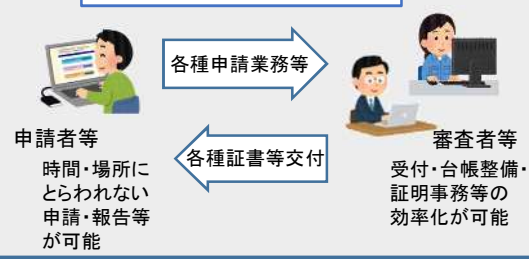 各種申請業務等
各種証書等交付
申請者等
時間・場所に
とらわれない
申請・報告等
が可能
審査者等
受付・台帳整備・
証明事務等の
効率化が可能